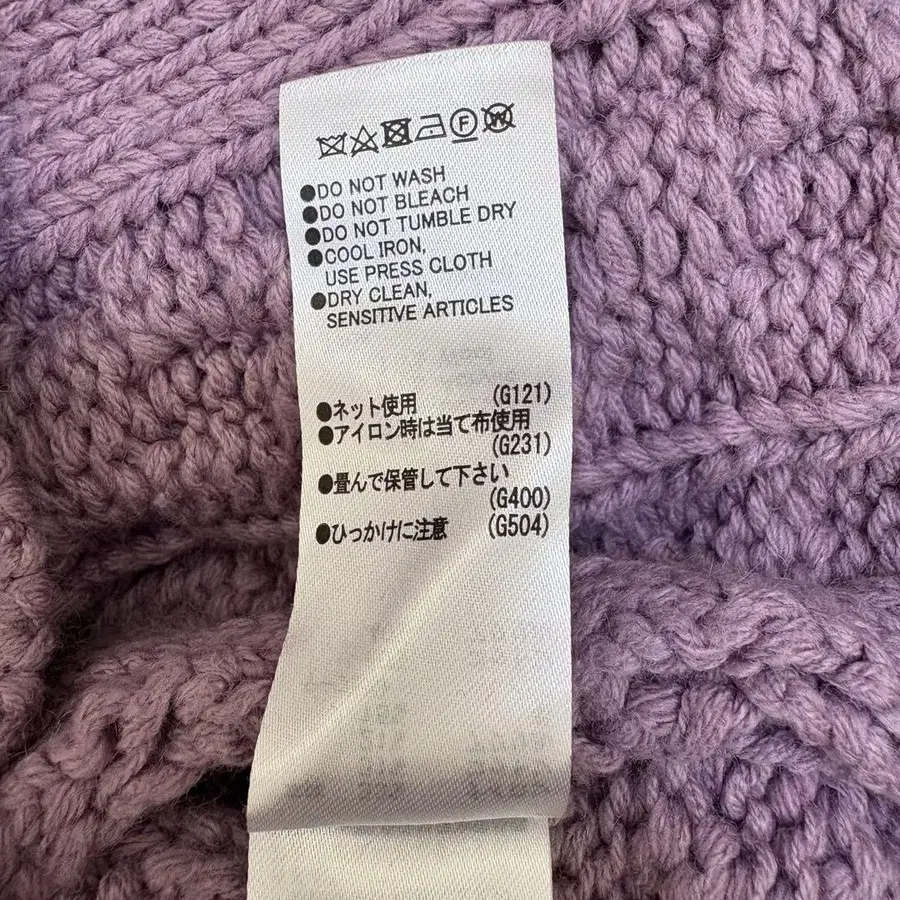 F W
●DO NOT WASH
●DO NOT BLEACH
●DO NOT TUMBLE DRY
●COOL IRON,
USE PRESS CLOTH
●DRY CLEAN,
SENSITIVE ARTICLES
●ネット使用 (G121)
●アイロン時は当て布使用
(G231)
●畳んで保管して下さい
(G400)
●ひっかけに注意 (G504)